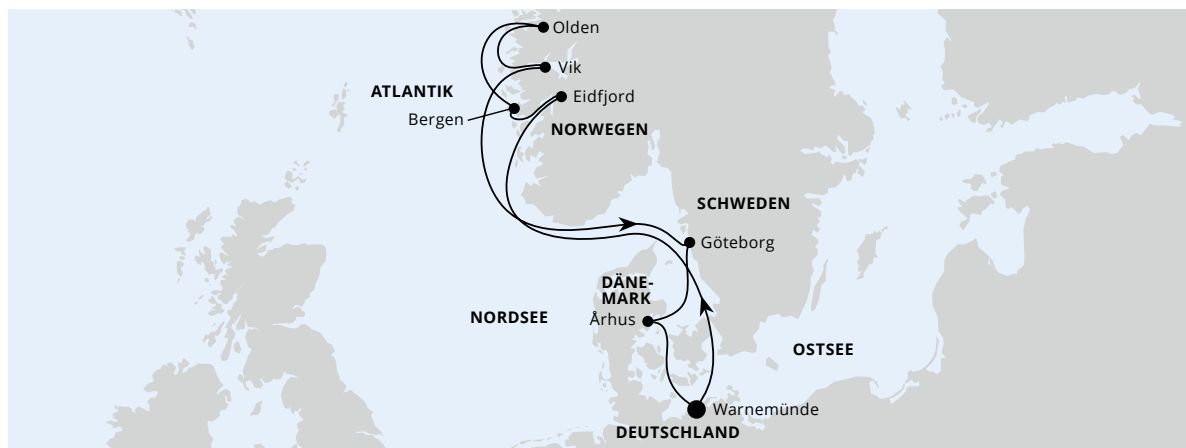 Olden
Vik
ATLANTIK
Eidfjord
Bergen
NORWEGEN
SCHWEDEN
Göteborg
DÄNE-
MARK
NORDSEE
Århus
OSTSEE
Warnemünde
DEUTSCHLAND